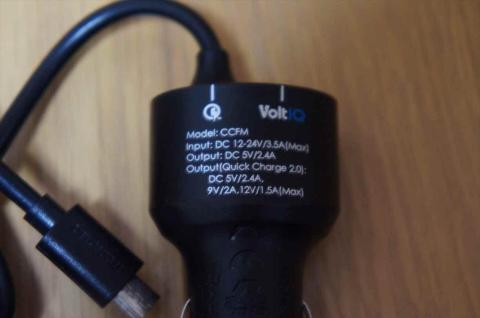 VoltIQ
Model: CCFM
Input: DC 12-24V/3.5A(Max)
Output: DC 5V/2.4A
Output(Quick Charge 2.0):
DC 5V/2.4A,
9V/2A,12V/1.5A(Max)